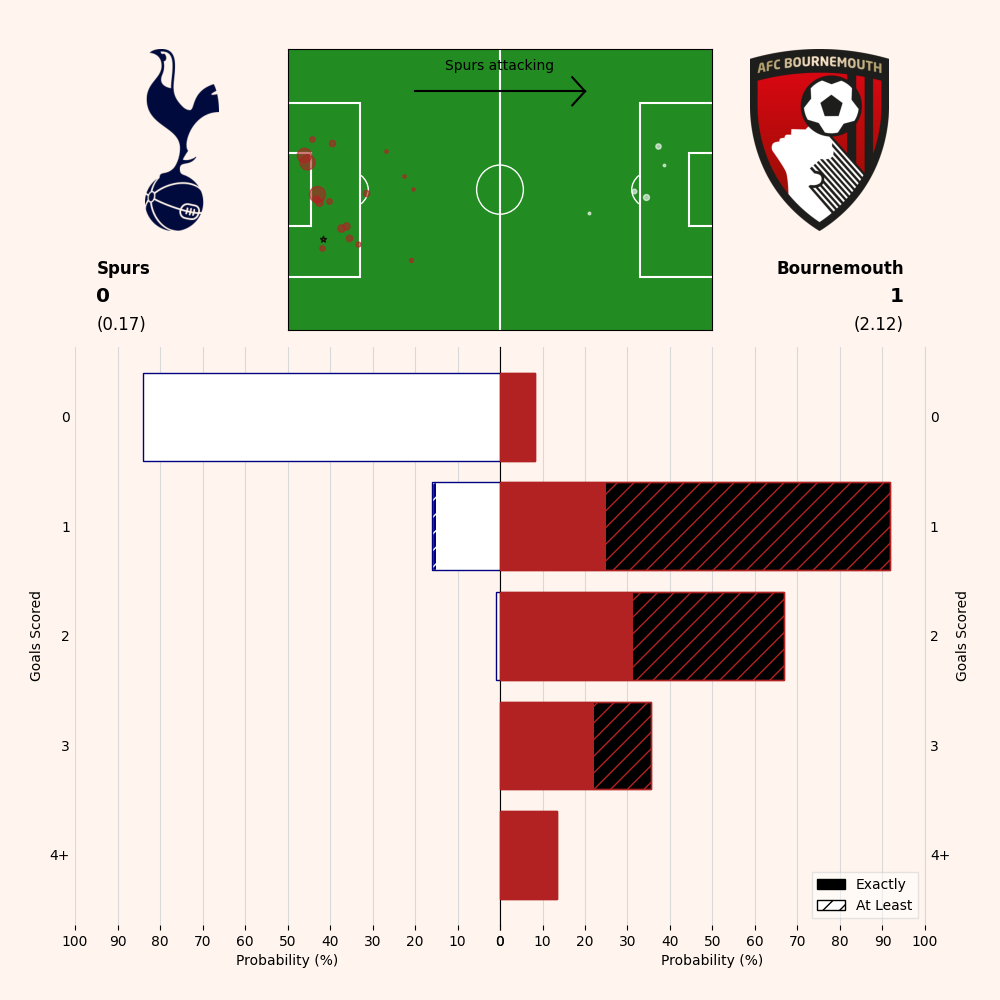 Spurs attacking
AFC BOURNEMOUTH
Spurs
0
(0.17)
Bournemouth
1
(2.12)
0
1
2
3
4+
Goals Scored
0
1
2
3
4+
Goals Scored
Exactly
At Least
100 90 80 70 60 50 40 30 20 10 0
0 10 20 30 40 50 60 70 80 90 100
Probability (%)
Probability (%)